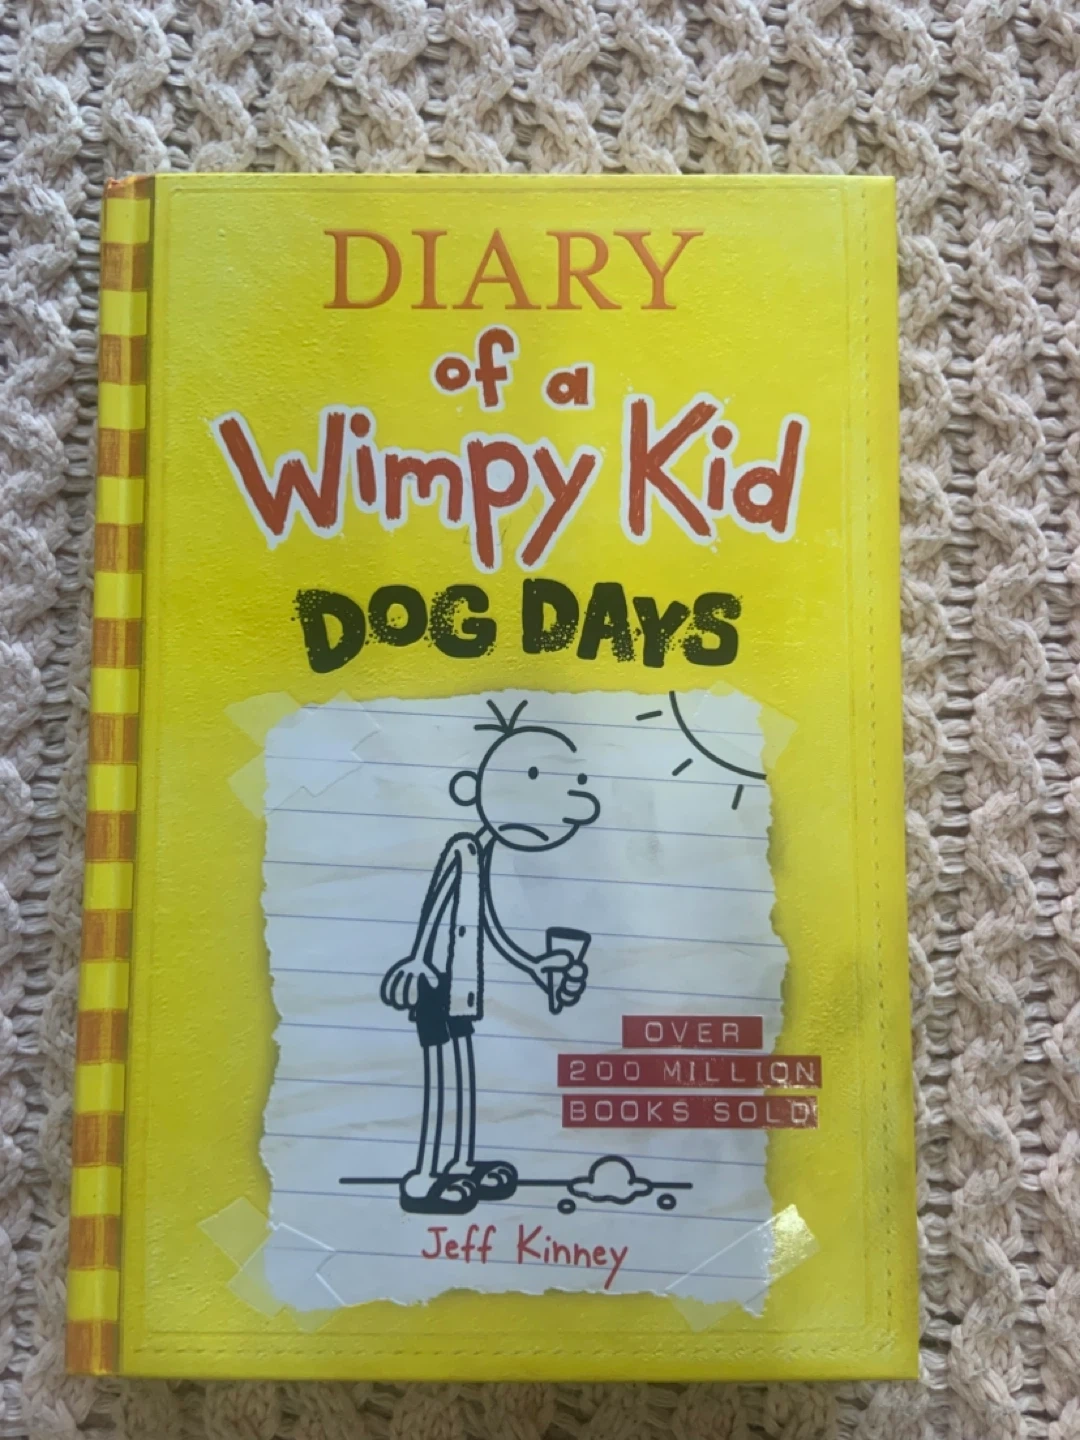 DIARY
of a
Wimpy Kid
DOG DAYS
OVER
200 MILLION
BOOKS SOLD
Jeff Kinney